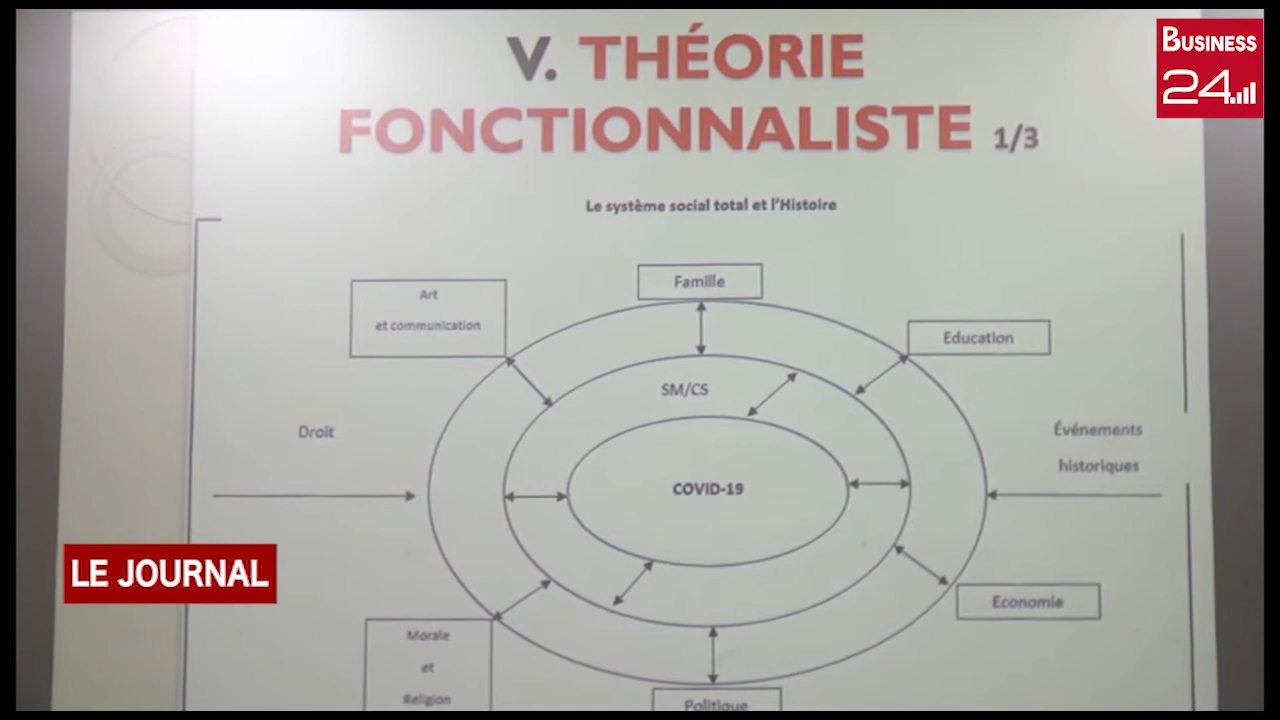 V. THÉORIE
FONCTIONNALISTE 1/3
BUSINESS
24
Le système social total et l'Histoire
Famille
Art
et communication
Education
SM/CS
Droit
Événements
historiques
COVID-19
LE JOURNAL
Economie
Morale
et
Religion
Politique